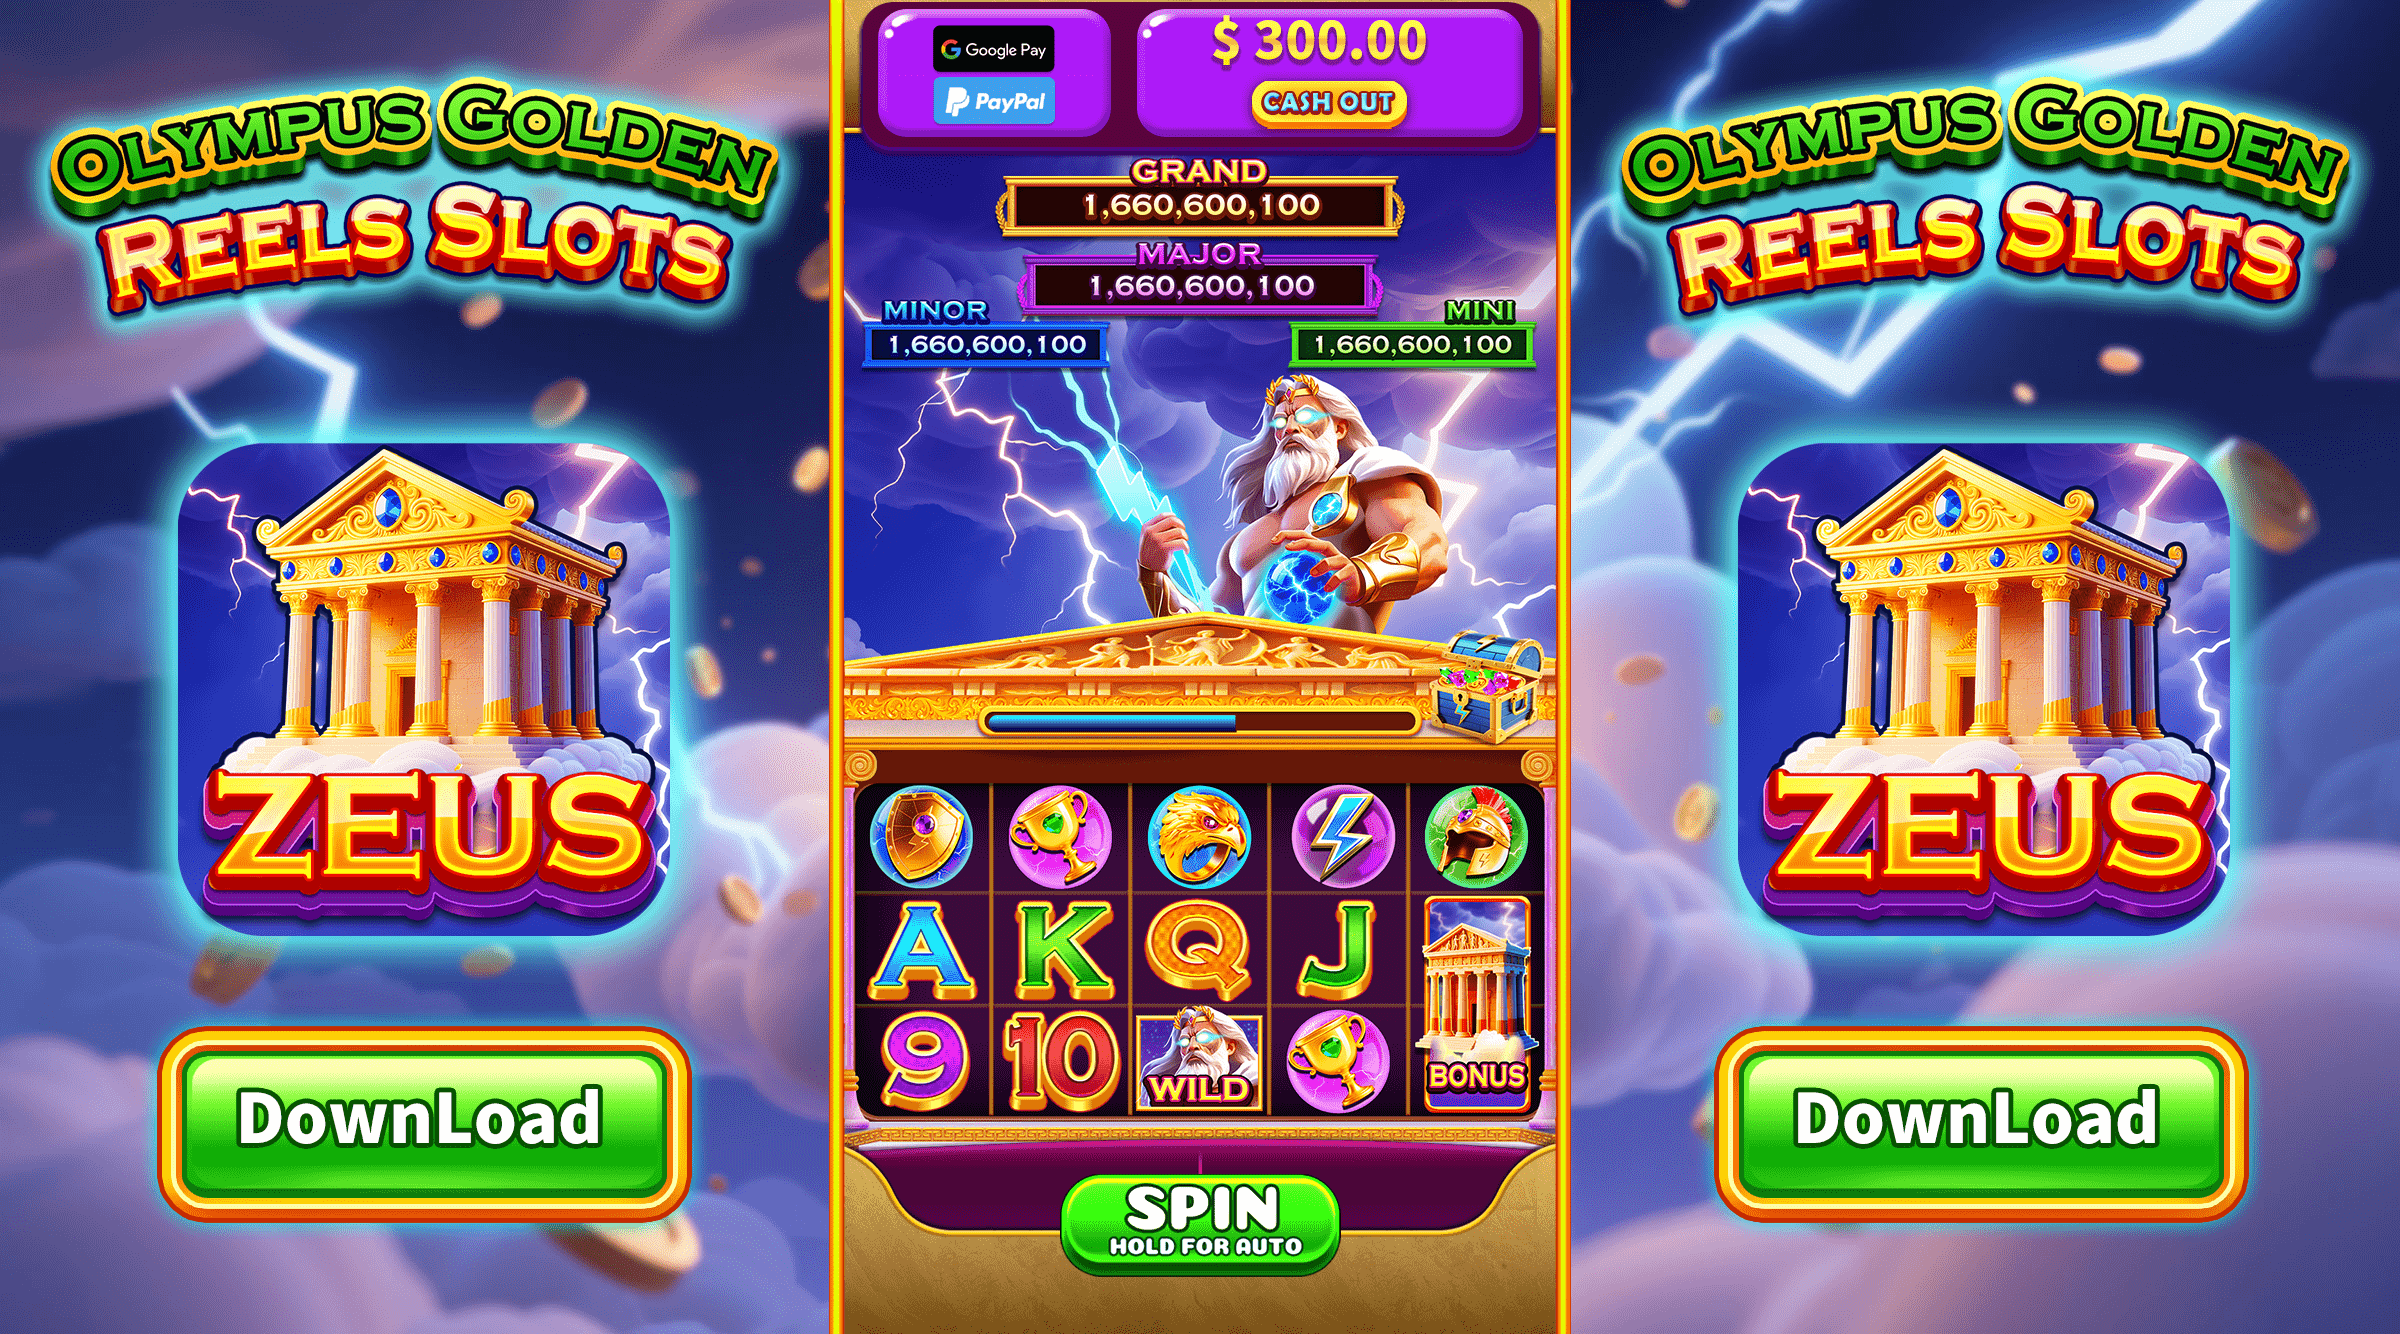 OLYMPUS GOLDEN
REELS SLOTS
ZEUS
DownLoad
Google Pay
PayPal
$ 300.00
CASH OUT
GRAND
1,660,600,100
MAJOR
1,660,600,100
MINOR
1,660,600,100
MINI
1,660,600,100
A K Q J
9 10 WILD BONUS
SPIN
HOLD FOR AUTO
OLYMPUS GOLDEN
REELS SLOTS
ZEUS
DownLoad